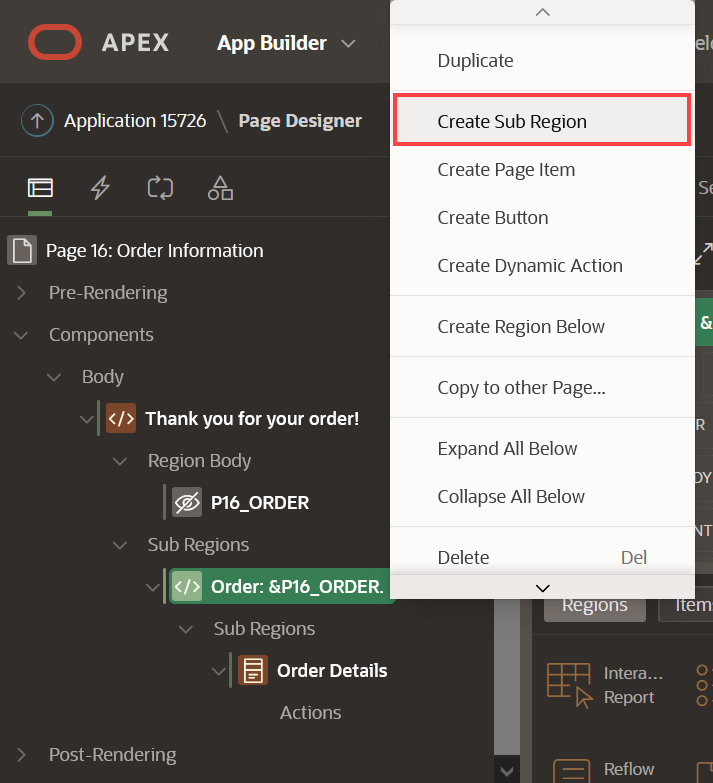 APEX
App Builder
Duplicate
Application 15726 \ Page Designer
Create Sub Region
Create Page Item
Create Button
Page 16: Order Information
Create Dynamic Action
Pre-Rendering
Create Region Below
Components
Body
Copy to other Page...
Thank you for your order!
Expand All Below
Region Body
P16_ORDER
Collapse All Below
Sub Regions
Delete Del
Order: &P16_ORDER.
Regions
Sub Regions
Order Details
Intera...
Report
Actions
Post-Rendering
Reflow